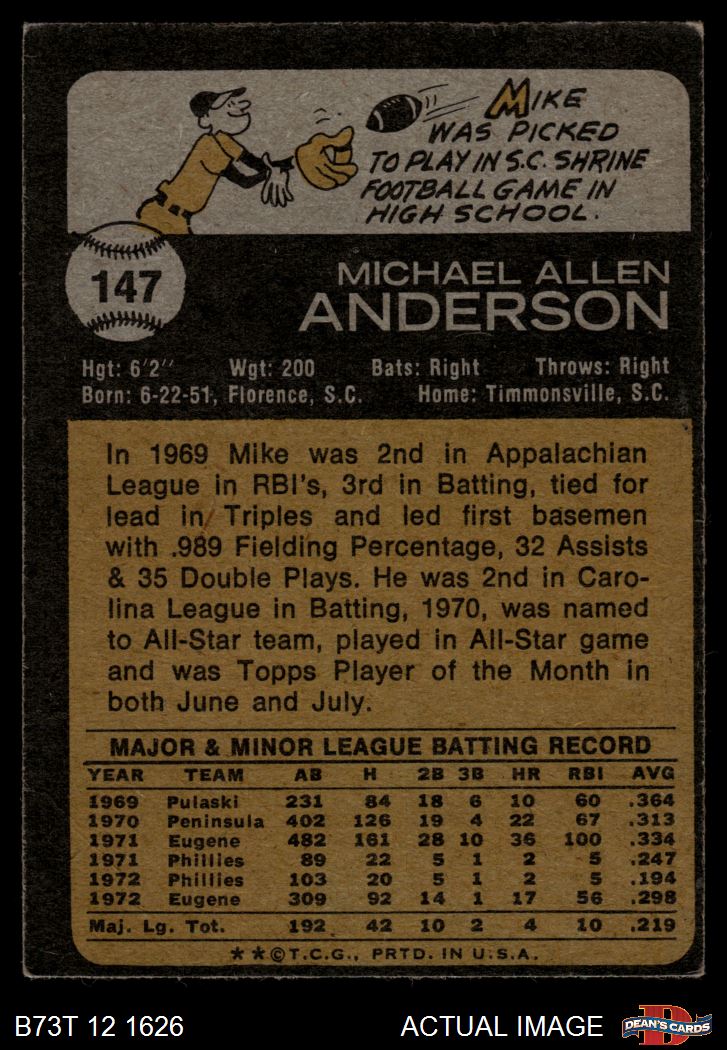 MIKE
WAS PICKED
TO PLAY IN S.C. SHRINE
FOOTBALL GAME IN
HIGH SCHOOL.
147
MICHAEL ALLEN
ANDERSON
Hgt: 6'2" Wgt: 200 Bats: Right Throws: Right
Born: 6-22-51, Florence, S.C. Home: Timmonsville, S.C.
In 1969 Mike was 2nd in Appalachian
League in RBI's, 3rd in Batting, tied for
lead in Triples and led first basemen
with .989 Fielding Percentage, 32 Assists
& 35 Double Plays. He was 2nd in Caro-
lina League in Batting, 1970, was named
to All-Star team, played in All-Star game
and was Topps Player of the Month in
both June and July.
MAJOR & MINOR LEAGUE BATTING RECORD
YEAR TEAM AB H 2B 3B HR RBI AVG
1969 Pulaski 231 84 18 6 10 60 .364
1970 Peninsula 402 126 19 4 22 67 .313
1971 Eugene 482 161 28 10 36 100 .334
1971 Phillies 89 22 5 1 2 5 .247
1972 Phillies 103 20 5 1 2 5 .194
1972 Eugene 309 92 14 1 17 56 .298
Maj. Lg. Tot. 192 42 10 2 4 10 .219
**©T.C.G., PRTD. IN U.S.A.
B73T 12 1626 ACTUAL IMAGE
D
DEAN'S CARDS